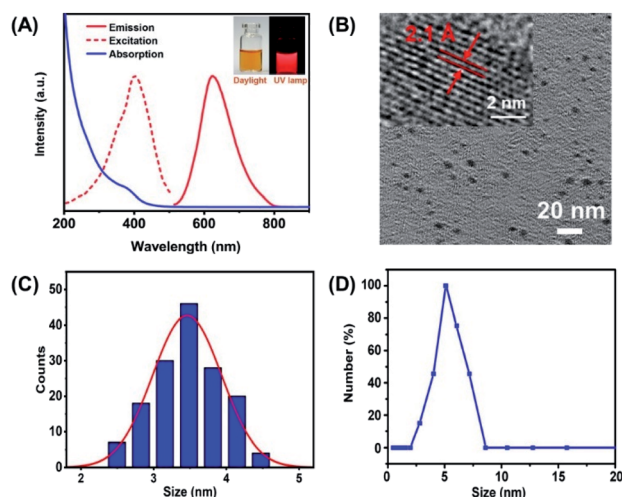 (A)
Emission
Excitation
Absorption
Daylight UV lamp
Intensity (a.u.)
200 400 600 800
Wavelength (nm)
(B)
2.1 Å
2 nm
20 nm
(C)
50
40
30
20
10
0
Counts
2 3 4 5
Size (nm)
(D)
100
80
60
40
20
0
Number (%)
0 5 10 15 20
Size (nm)